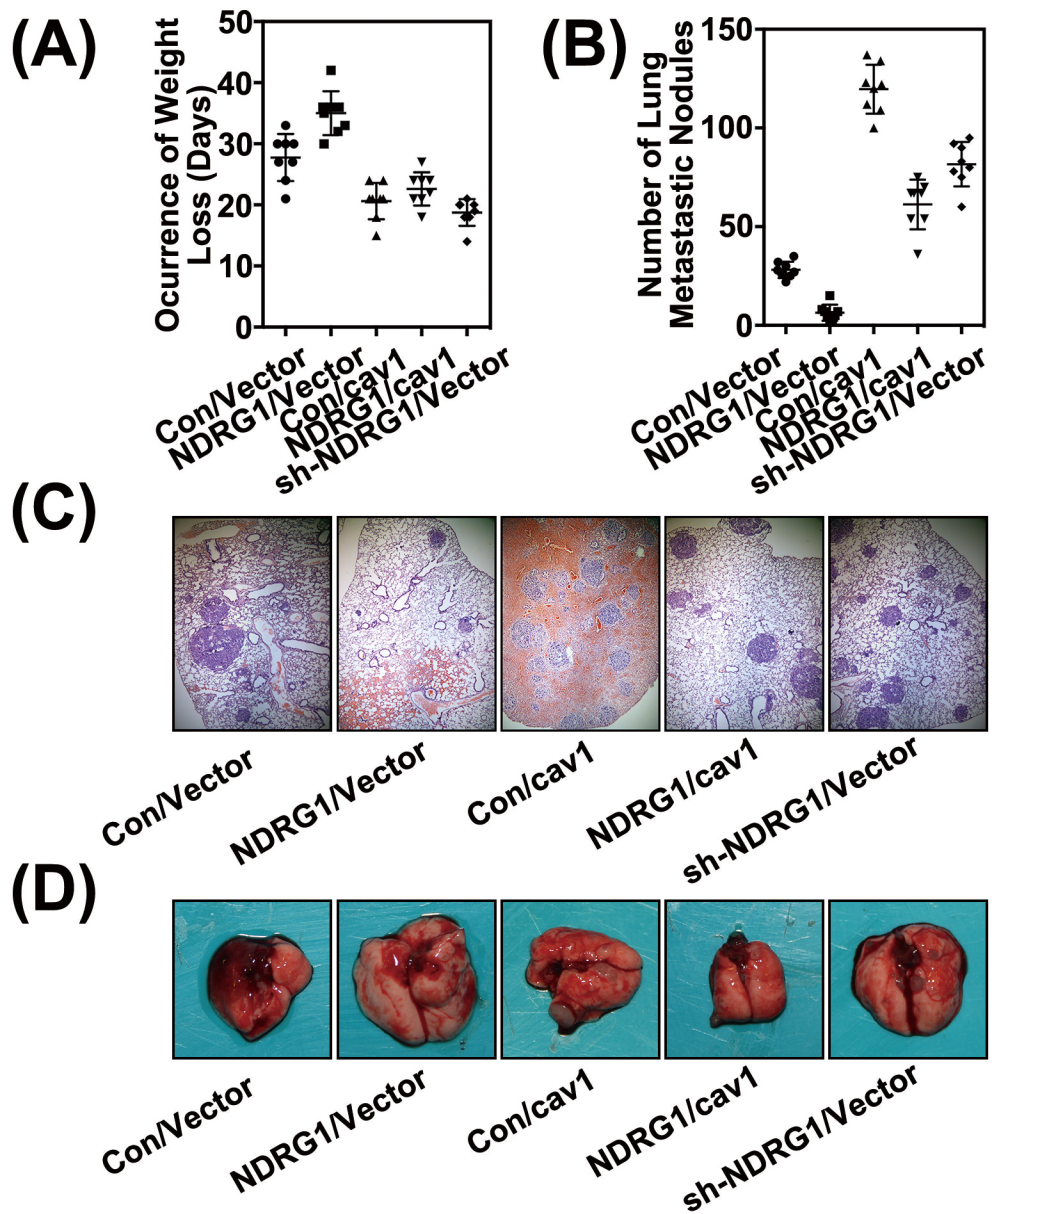 (A)
Ocurrence of Weight
Loss (Days)
50
40
30
20
10
0
Con/Vector
NDRG1/Vector
Con/cav1
NDRG1/cav1
sh-NDRG1/Vector
(B)
Number of Lung
Metastastic Nodules
150
100
50
0
Con/Vector
NDRG1/Vector
Con/cav1
NDRG1/cav1
sh-NDRG1/Vector
(C)
Con/Vector
NDRG1/Vector
Con/cav1
NDRG1/cav1
sh-NDRG1/Vector
(D)
Con/Vector
NDRG1/Vector
Con/cav1
NDRG1/cav1
sh-NDRG1/Vector